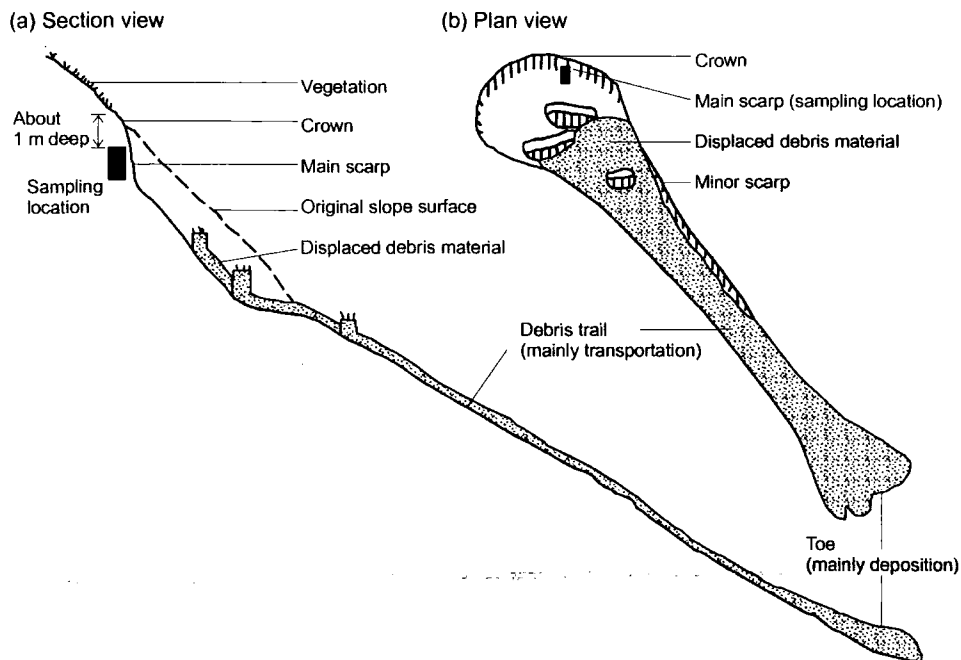 (a) Section view
Vegetation
About
1 m deep
Crown
Main scarp
Sampling
location
Original slope surface
Displaced debris material
(b) Plan view
Crown
Main scarp (sampling location)
Displaced debris material
Minor scarp
Debris trail
(mainly transportation)
Toe
(mainly deposition)